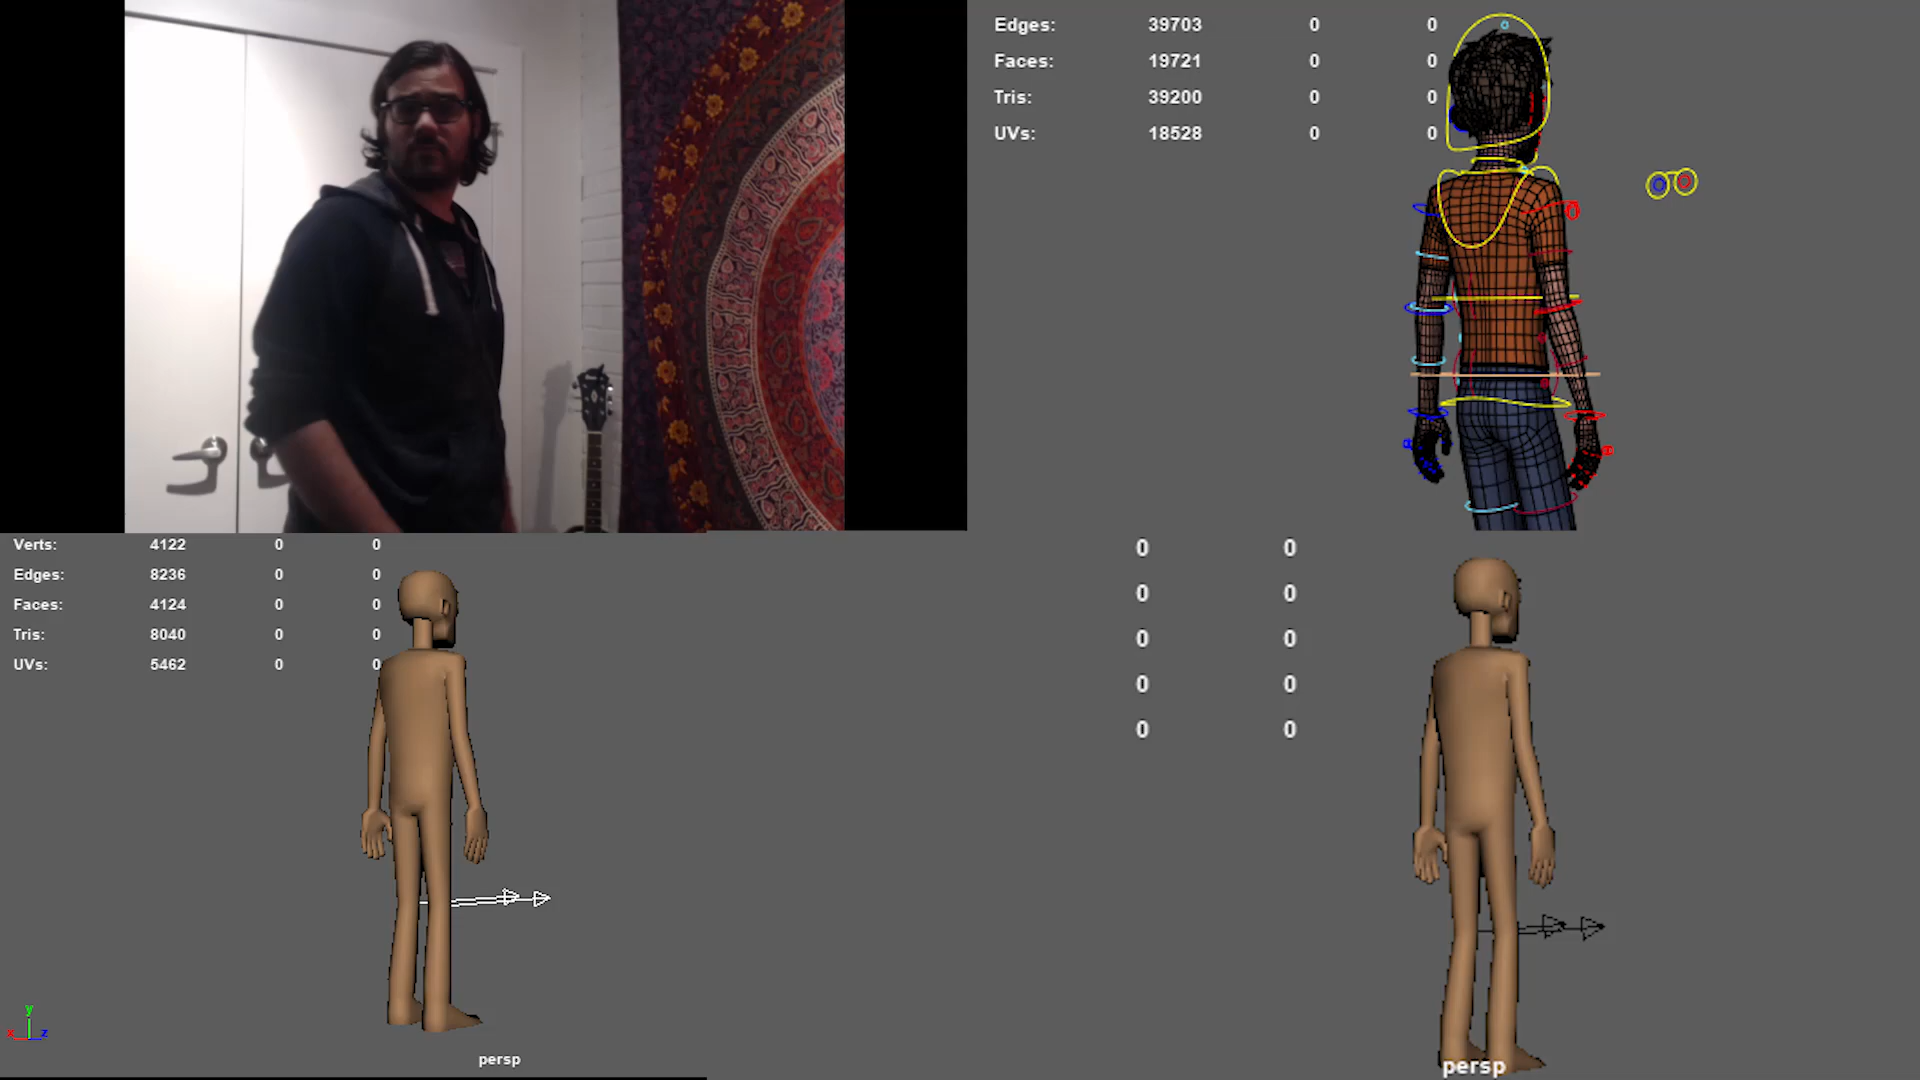 Edges: 39703 0 0
Faces: 19721 0 0
Tris: 39200 0 0
UVs: 18528 0 0
Verts: 4122 0 0
Edges: 8236 0 0
Faces: 4124 0 0
Tris: 8040 0 0
UVs: 5462 0 0
y
x z
persp
0 0
0 0
0 0
0 0
0 0
persp